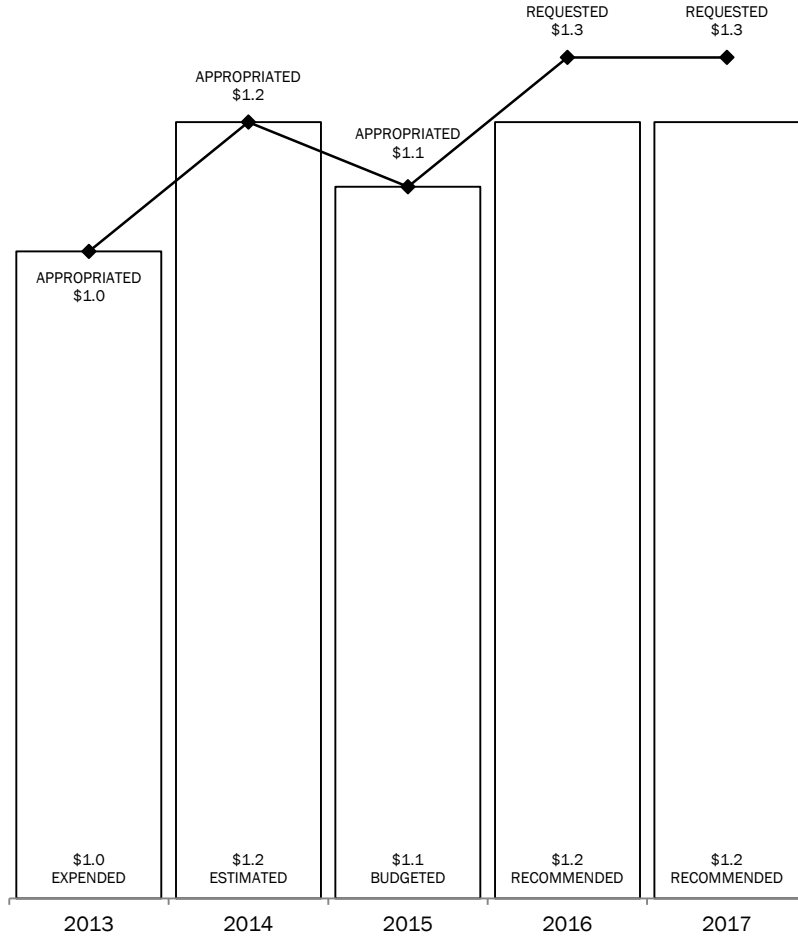 REQUESTED
$1.3
REQUESTED
$1.3
APPROPRIATED
$1.2
APPROPRIATED
$1.1
APPROPRIATED
$1.0
$1.0
EXPENDED
$1.2
ESTIMATED
$1.1
BUDGETED
$1.2
RECOMMENDED
$1.2
RECOMMENDED
2013
2014
2015
2016
2017